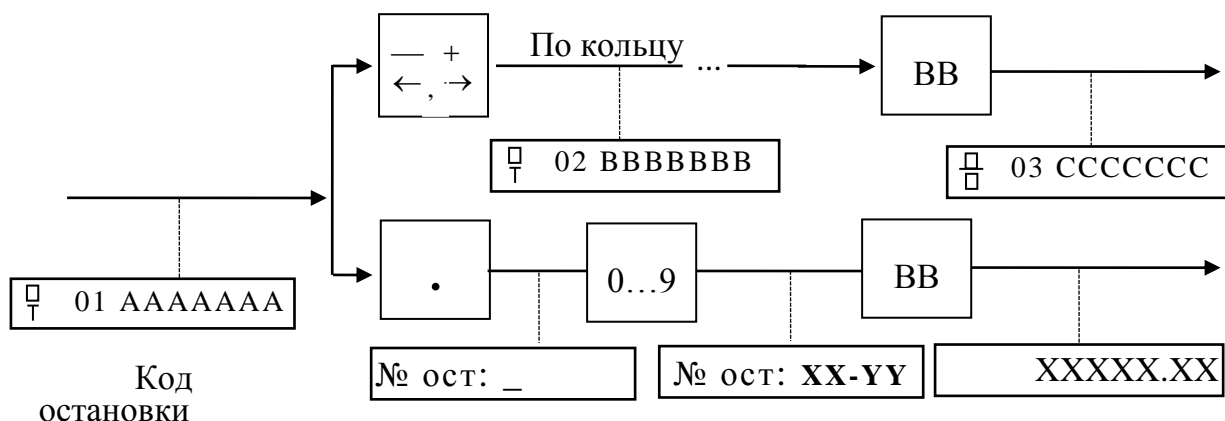 — +
← , →
По кольцу ...
ВВ
02 ВВВВВВВ
03 ССССССС
01 ААААААА
.
0...9
ВВ
№ ост: _
№ ост: XX-YY
XXXXX.XX
Код
остановки